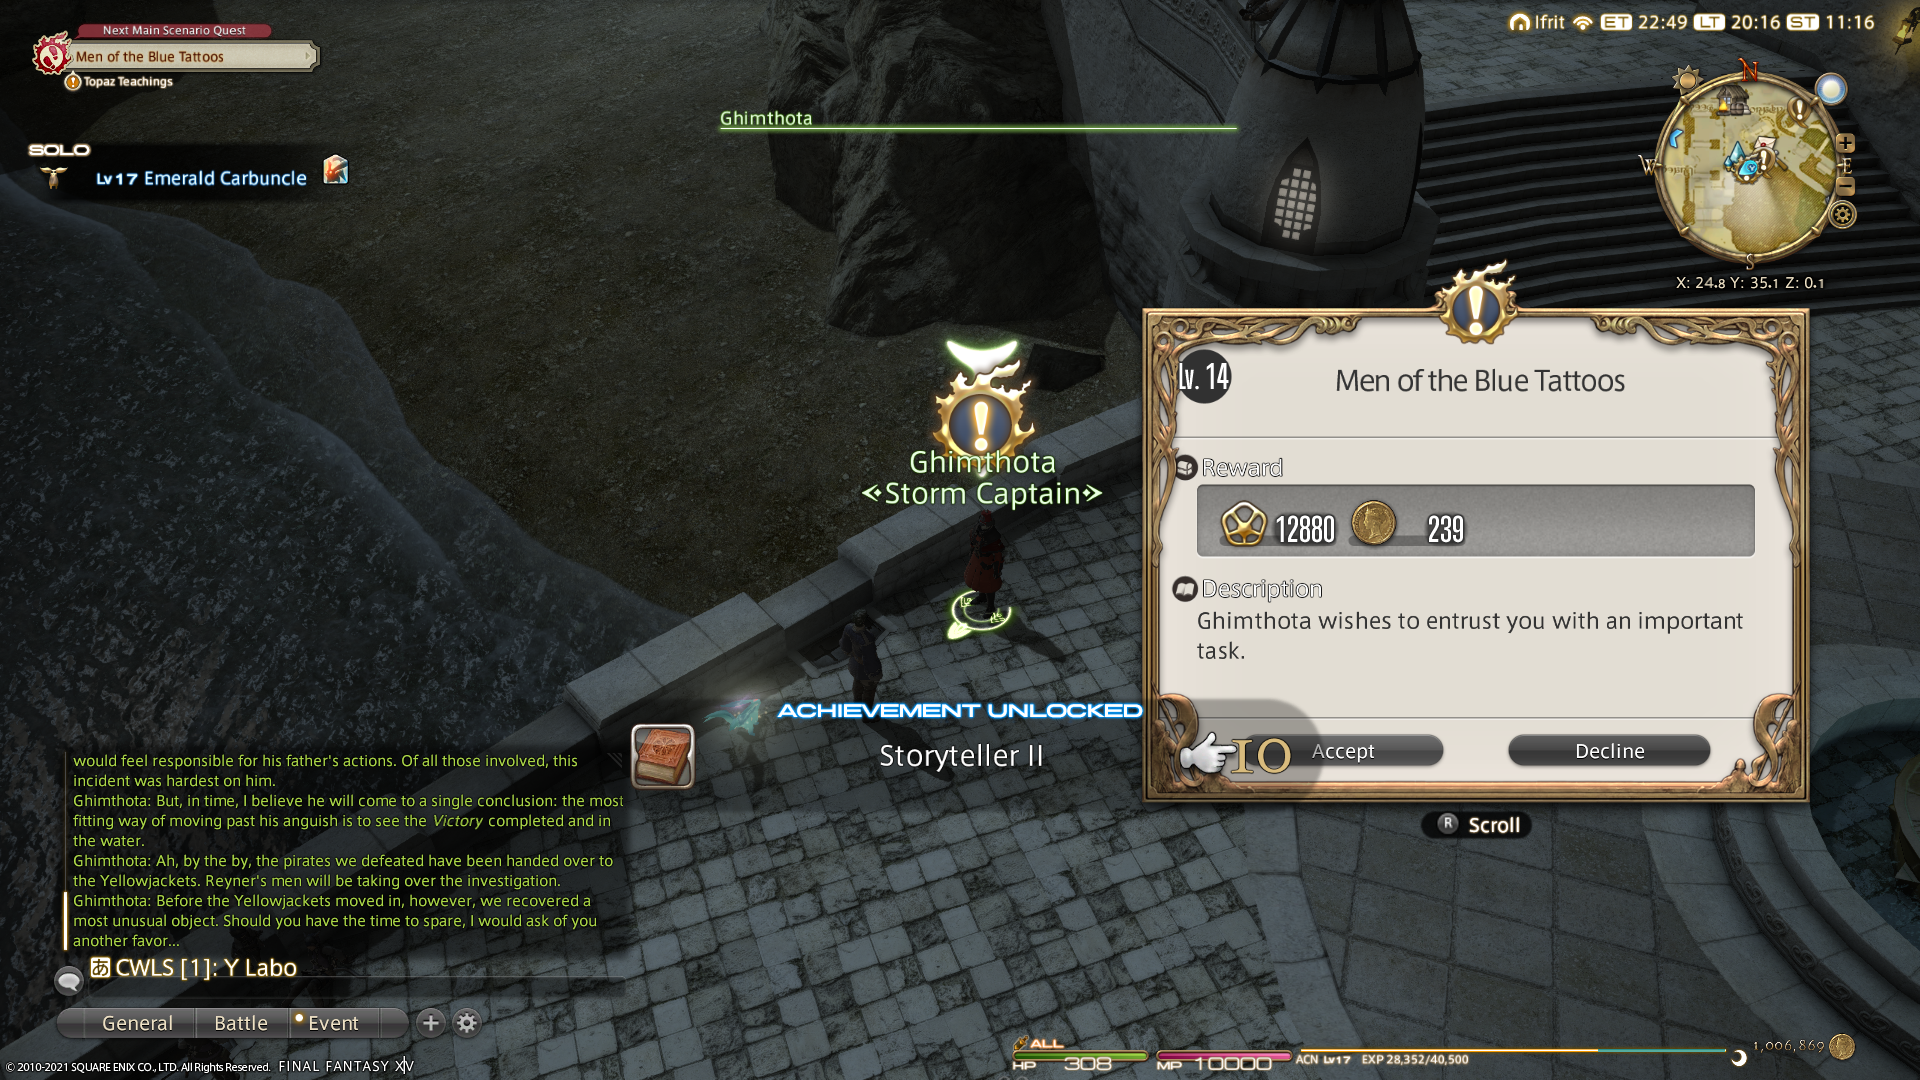 Next Main Scenario Quest
Men of the Blue Tattoos
Topaz Teachings
SOLO
Lv17 Emerald Carbuncle
Ghimthota
Ifrit ET 22:49 LT 20:16 ST 11:16
N
W
E
S
X: 24.8 Y: 35.1 Z: 0.1
Ghimthota
Storm Captain
Lv. 14
Men of the Blue Tattoos
Reward
12880 239
Description
Ghimthota wishes to entrust you with an important
task.
10
Accept
Decline
R Scroll
ACHIEVEMENT UNLOCKED
Storyteller II
would feel responsible for his father's actions. Of all those involved, this
incident was hardest on him.
Ghimthota: But, in time, I believe he will come to a single conclusion: the most
fitting way of moving past his anguish is to see the Victory completed and in
the water.
Ghimthota: Ah, by the by, the pirates we defeated have been handed over to
the Yellowjackets. Reyner's men will be taking over the investigation.
Ghimthota: Before the Yellowjackets moved in, however, we recovered a
most unusual object. Should you have the time to spare, I would ask of you
another favor...
あ CWLS [1]: Y Labo
General
Battle
Event
© 2010-2021 SQUARE ENIX CO., LTD. All Rights Reserved. FINAL FANTASY XIV
ALL
HP 308
MP 10000
ACN Lv17 EXP 28,352/40,500
1,006,869